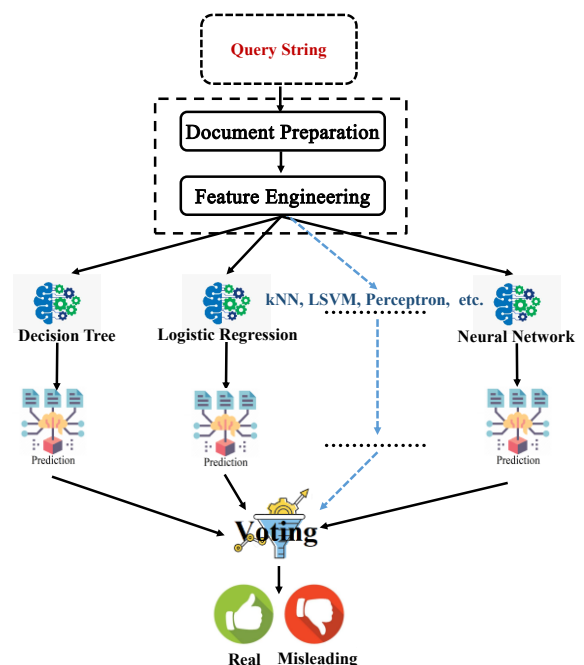 Query String
Document Preparation
Feature Engineering
kNN, LSVM, Perceptron, etc.
Decision Tree
Logistic Regression
Neural Network
Prediction
Prediction
Prediction
Voting
Real
Misleading